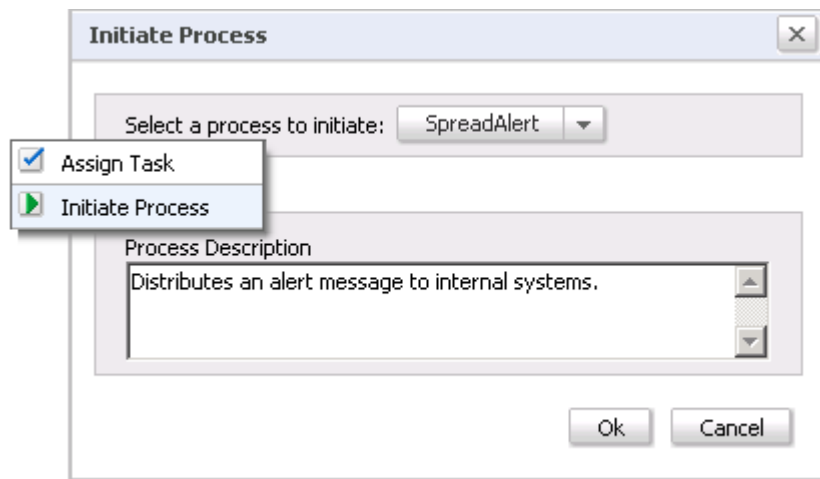 Initiate Process
Select a process to initiate: SpreadAlert
Assign Task
Initiate Process
Process Description
Distributes an alert message to internal systems.
Ok Cancel